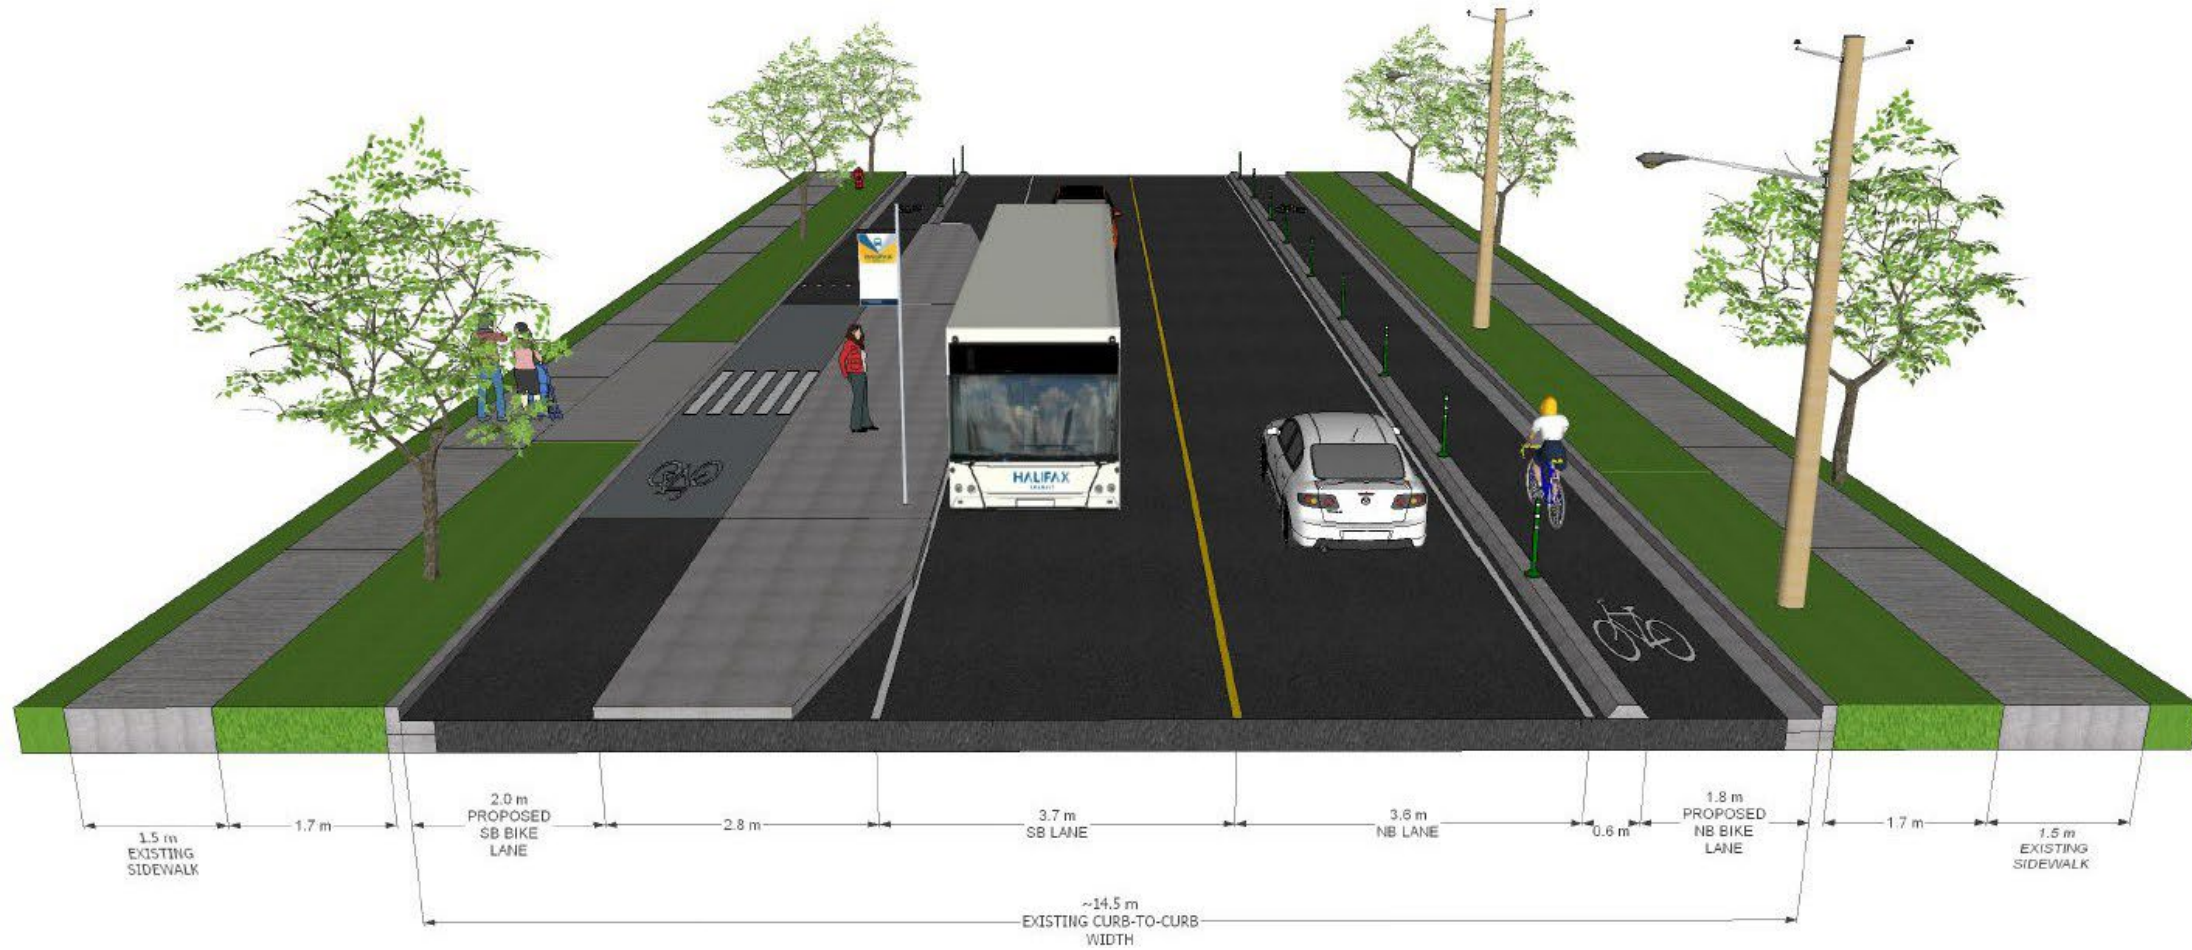 HALIFAX
HALIFAX
1.5 m
EXISTING
SIDEWALK
1.7 m
2.0 m
PROPOSED
SB BIKE
LANE
2.8 m
3.7 m
SB LANE
3.6 m
NB LANE
0.6 m
1.8 m
PROPOSED
NB BIKE
LANE
1.7 m
1.5 m
EXISTING
SIDEWALK
~14.5 m
EXISTING CURB-TO-CURB
WIDTH